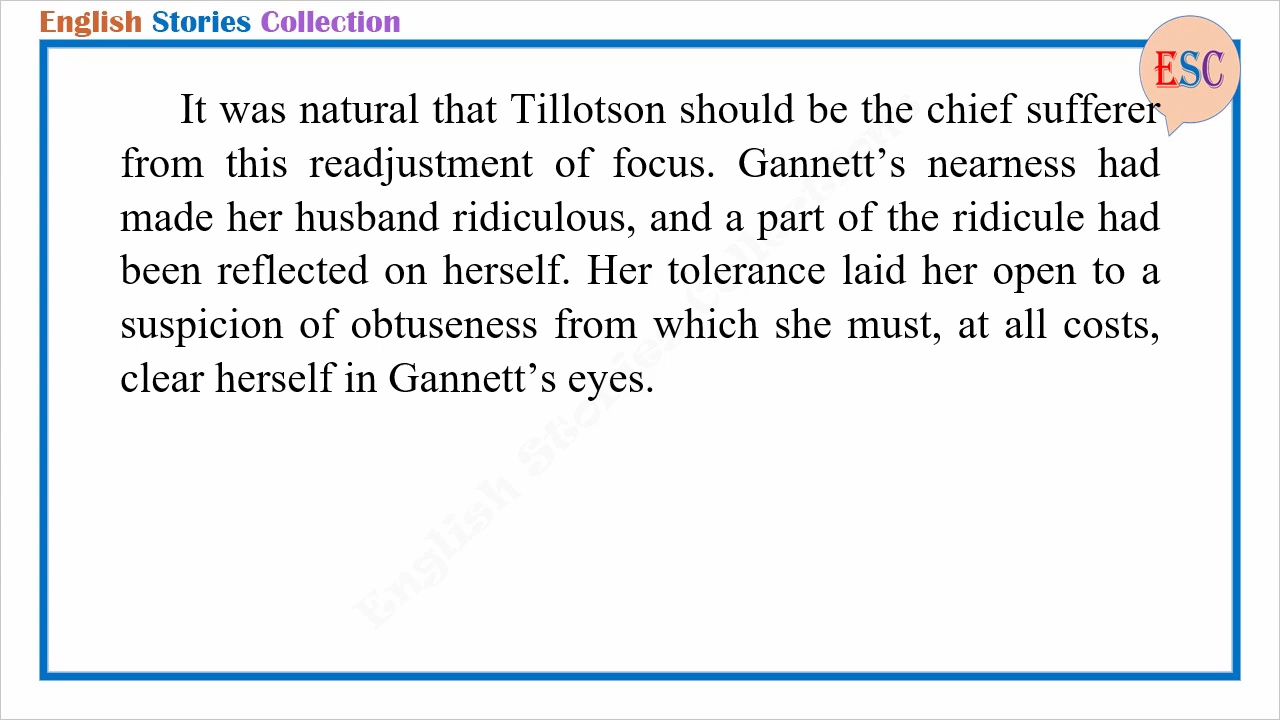 English Stories Collection
ESC
It was natural that Tillotson should be the chief sufferer
from this readjustment of focus. Gannett’s nearness had
made her husband ridiculous, and a part of the ridicule had
been reflected on herself. Her tolerance laid her open to a
suspicion of obtuseness from which she must, at all costs,
clear herself in Gannett’s eyes.
English Stories Collection